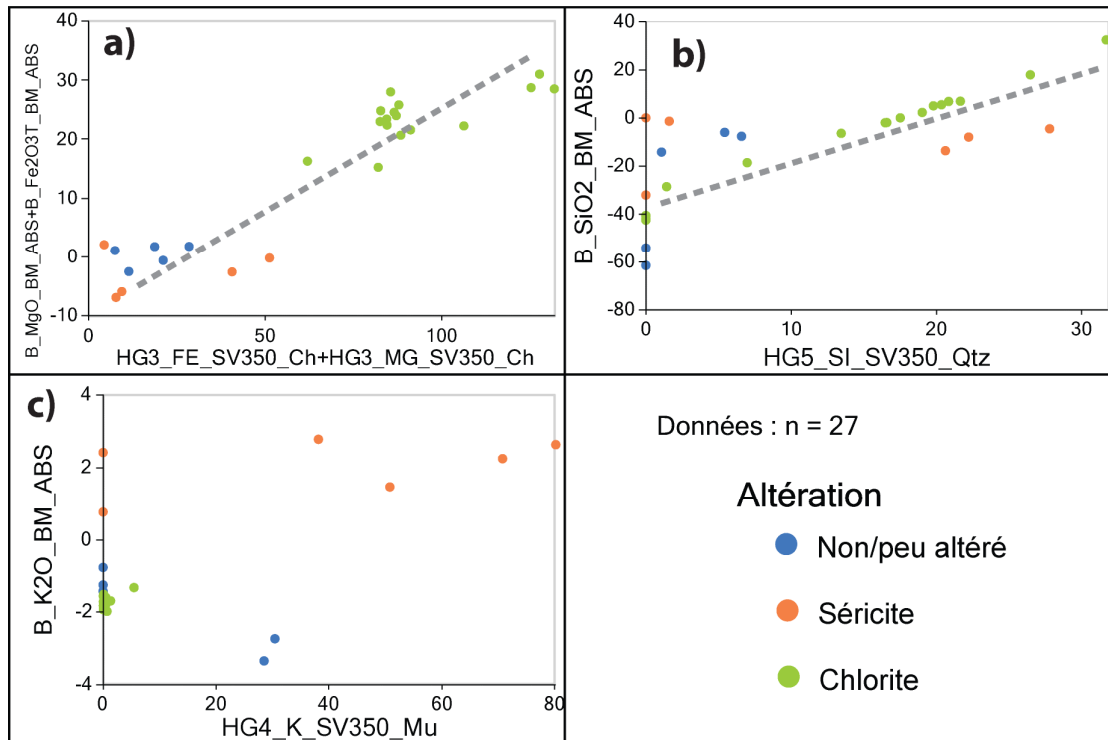 a)
B_MgO_BM_ABS+B_Fe2O3T_BM_ABS
40
30
20
10
0
-10
0
50
100
HG3_FE_SV350_Ch+HG3_MG_SV350_Ch
b)
B_SiO2_BM_ABS
40
20
0
-20
-40
-60
-80
0
10
20
30
HG5_SI_SV350_Qtz
c)
B_K2O_BM_ABS
4
2
0
-2
-4
0
20
40
60
80
HG4_K_SV350_Mu
Données : n = 27
Altération
Non/peu altéré
Séricite
Chlorite